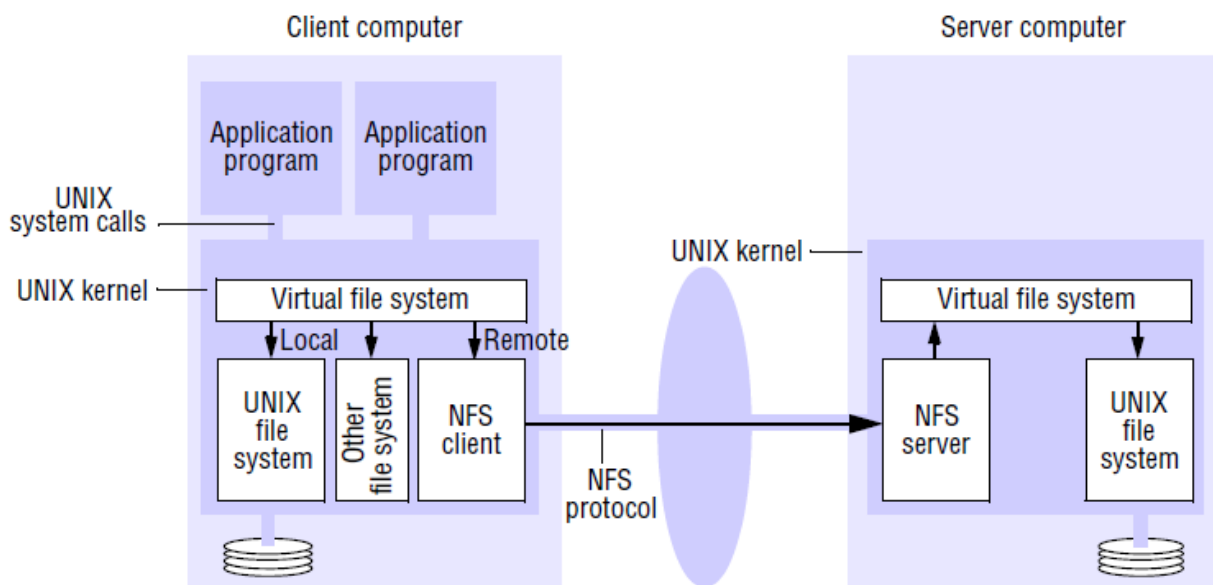 Client computer
Server computer
Application
program
Application
program
UNIX
system calls
UNIX kernel
Virtual file system
Local
Remote
UNIX
file
system
Other
file system
NFS
client
NFS
protocol
UNIX kernel
Virtual file system
NFS
server
UNIX
file
system